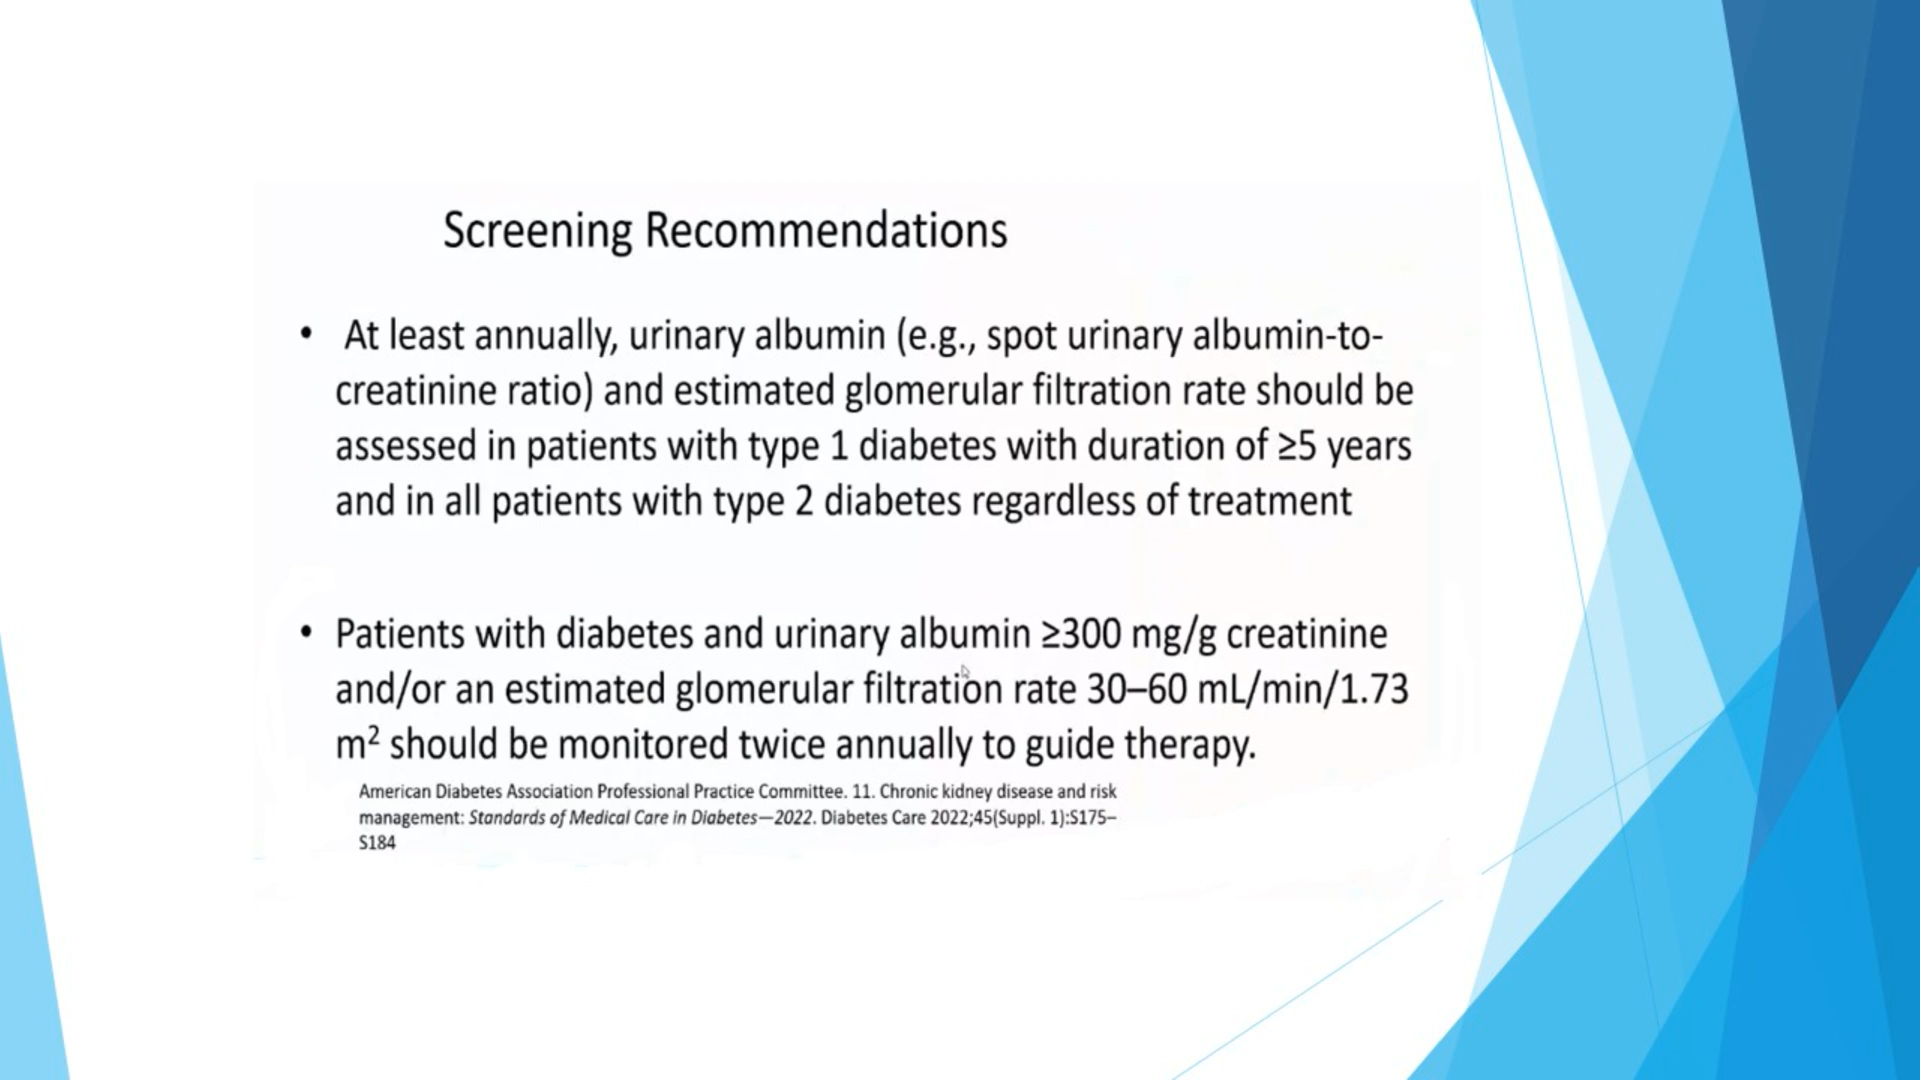 Screening Recommendations
• At least annually, urinary albumin (e.g., spot urinary albumin-to-
creatinine ratio) and estimated glomerular filtration rate should be
assessed in patients with type 1 diabetes with duration of ≥5 years
and in all patients with type 2 diabetes regardless of treatment
• Patients with diabetes and urinary albumin ≥300 mg/g creatinine
and/or an estimated glomerular filtration rate 30–60 mL/min/1.73
m² should be monitored twice annually to guide therapy.
American Diabetes Association Professional Practice Committee. 11. Chronic kidney disease and risk
management: Standards of Medical Care in Diabetes—2022. Diabetes Care 2022;45(Suppl. 1):S175–
S184